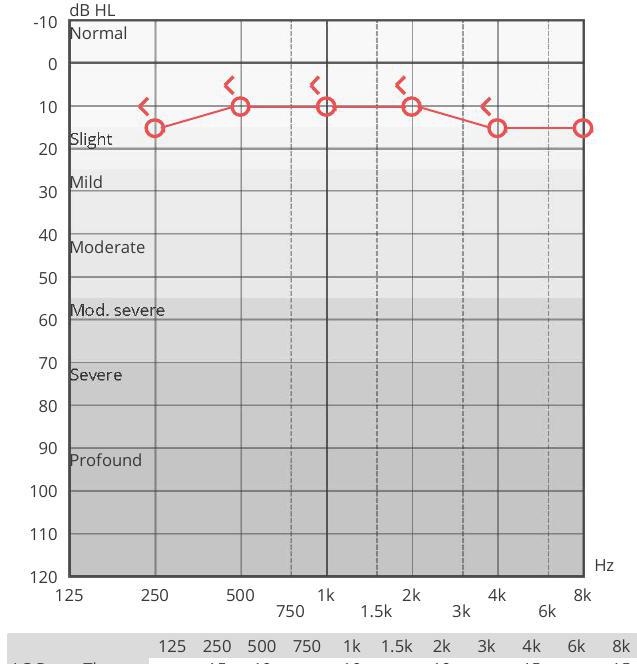 dB HL
-10
Normal
0
10
Slight
20
Mild
30
40
Moderate
50
Mod. severe
60
70
Severe
80
90
Profound
100
110
120
Hz
125 250 500 1k 2k 4k 8k
750 1.5k 3k 6k
125 250 500 750 1k 1.5k 2k 3k 4k 6k 8k